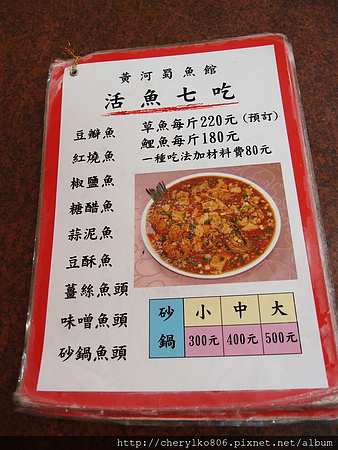 黃河蜀魚館
活魚七吃
草魚每斤220元(預訂)
鯉魚每斤180元
一種吃法加材料費80元
豆瓣魚
紅燒魚
椒鹽魚
糖醋魚
蒜泥魚
豆酥魚
薑絲魚頭
味噌魚頭
砂鍋魚頭
砂鍋 小 中 大
300元 400元 500元
http://cherylko806.pixnet.net/album